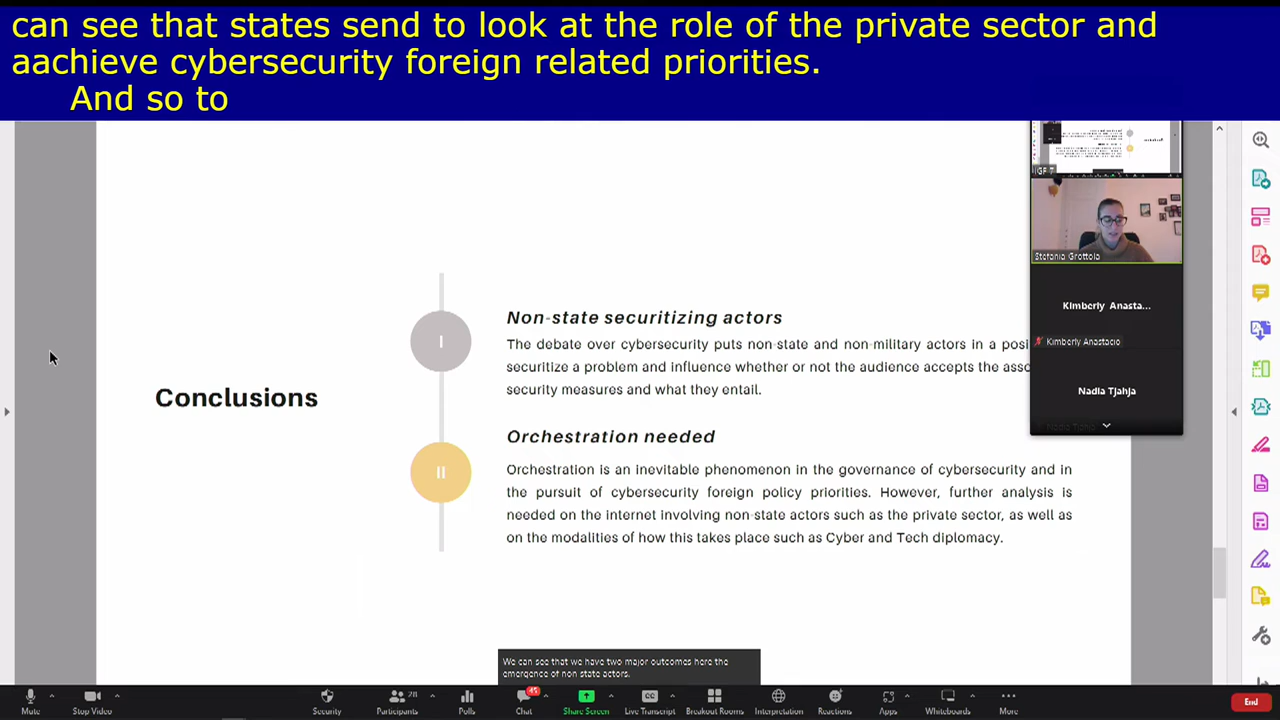 can see that states send to look at the role of the private sector and
aachieve cybersecurity foreign related priorities.
And so to
IGF 7
Stefania Grottola
Kimberly Anasta...
Kimberly Anastacio
Nadia Tjahja
Nadia Tjahja
Conclusions
I
Non-state securitizing actors
The debate over cybersecurity puts non-state and non-military actors in a posi
securitize a problem and influence whether or not the audience accepts the asso
security measures and what they entail.
II
Orchestration needed
Orchestration is an inevitable phenomenon in the governance of cybersecurity and in
the pursuit of cybersecurity foreign policy priorities. However, further analysis is
needed on the internet involving non-state actors such as the private sector, as well as
on the modalities of how this takes place such as Cyber and Tech diplomacy.
We can see that we have two major outcomes here the
emergence of non state actors.
Mute
Stop Video
Security
Participants
28
Polls
Chat
45
Share Screen
Live Transcript
Breakout Rooms
Interpretation
Reactions
Apps
Whiteboards
More
End